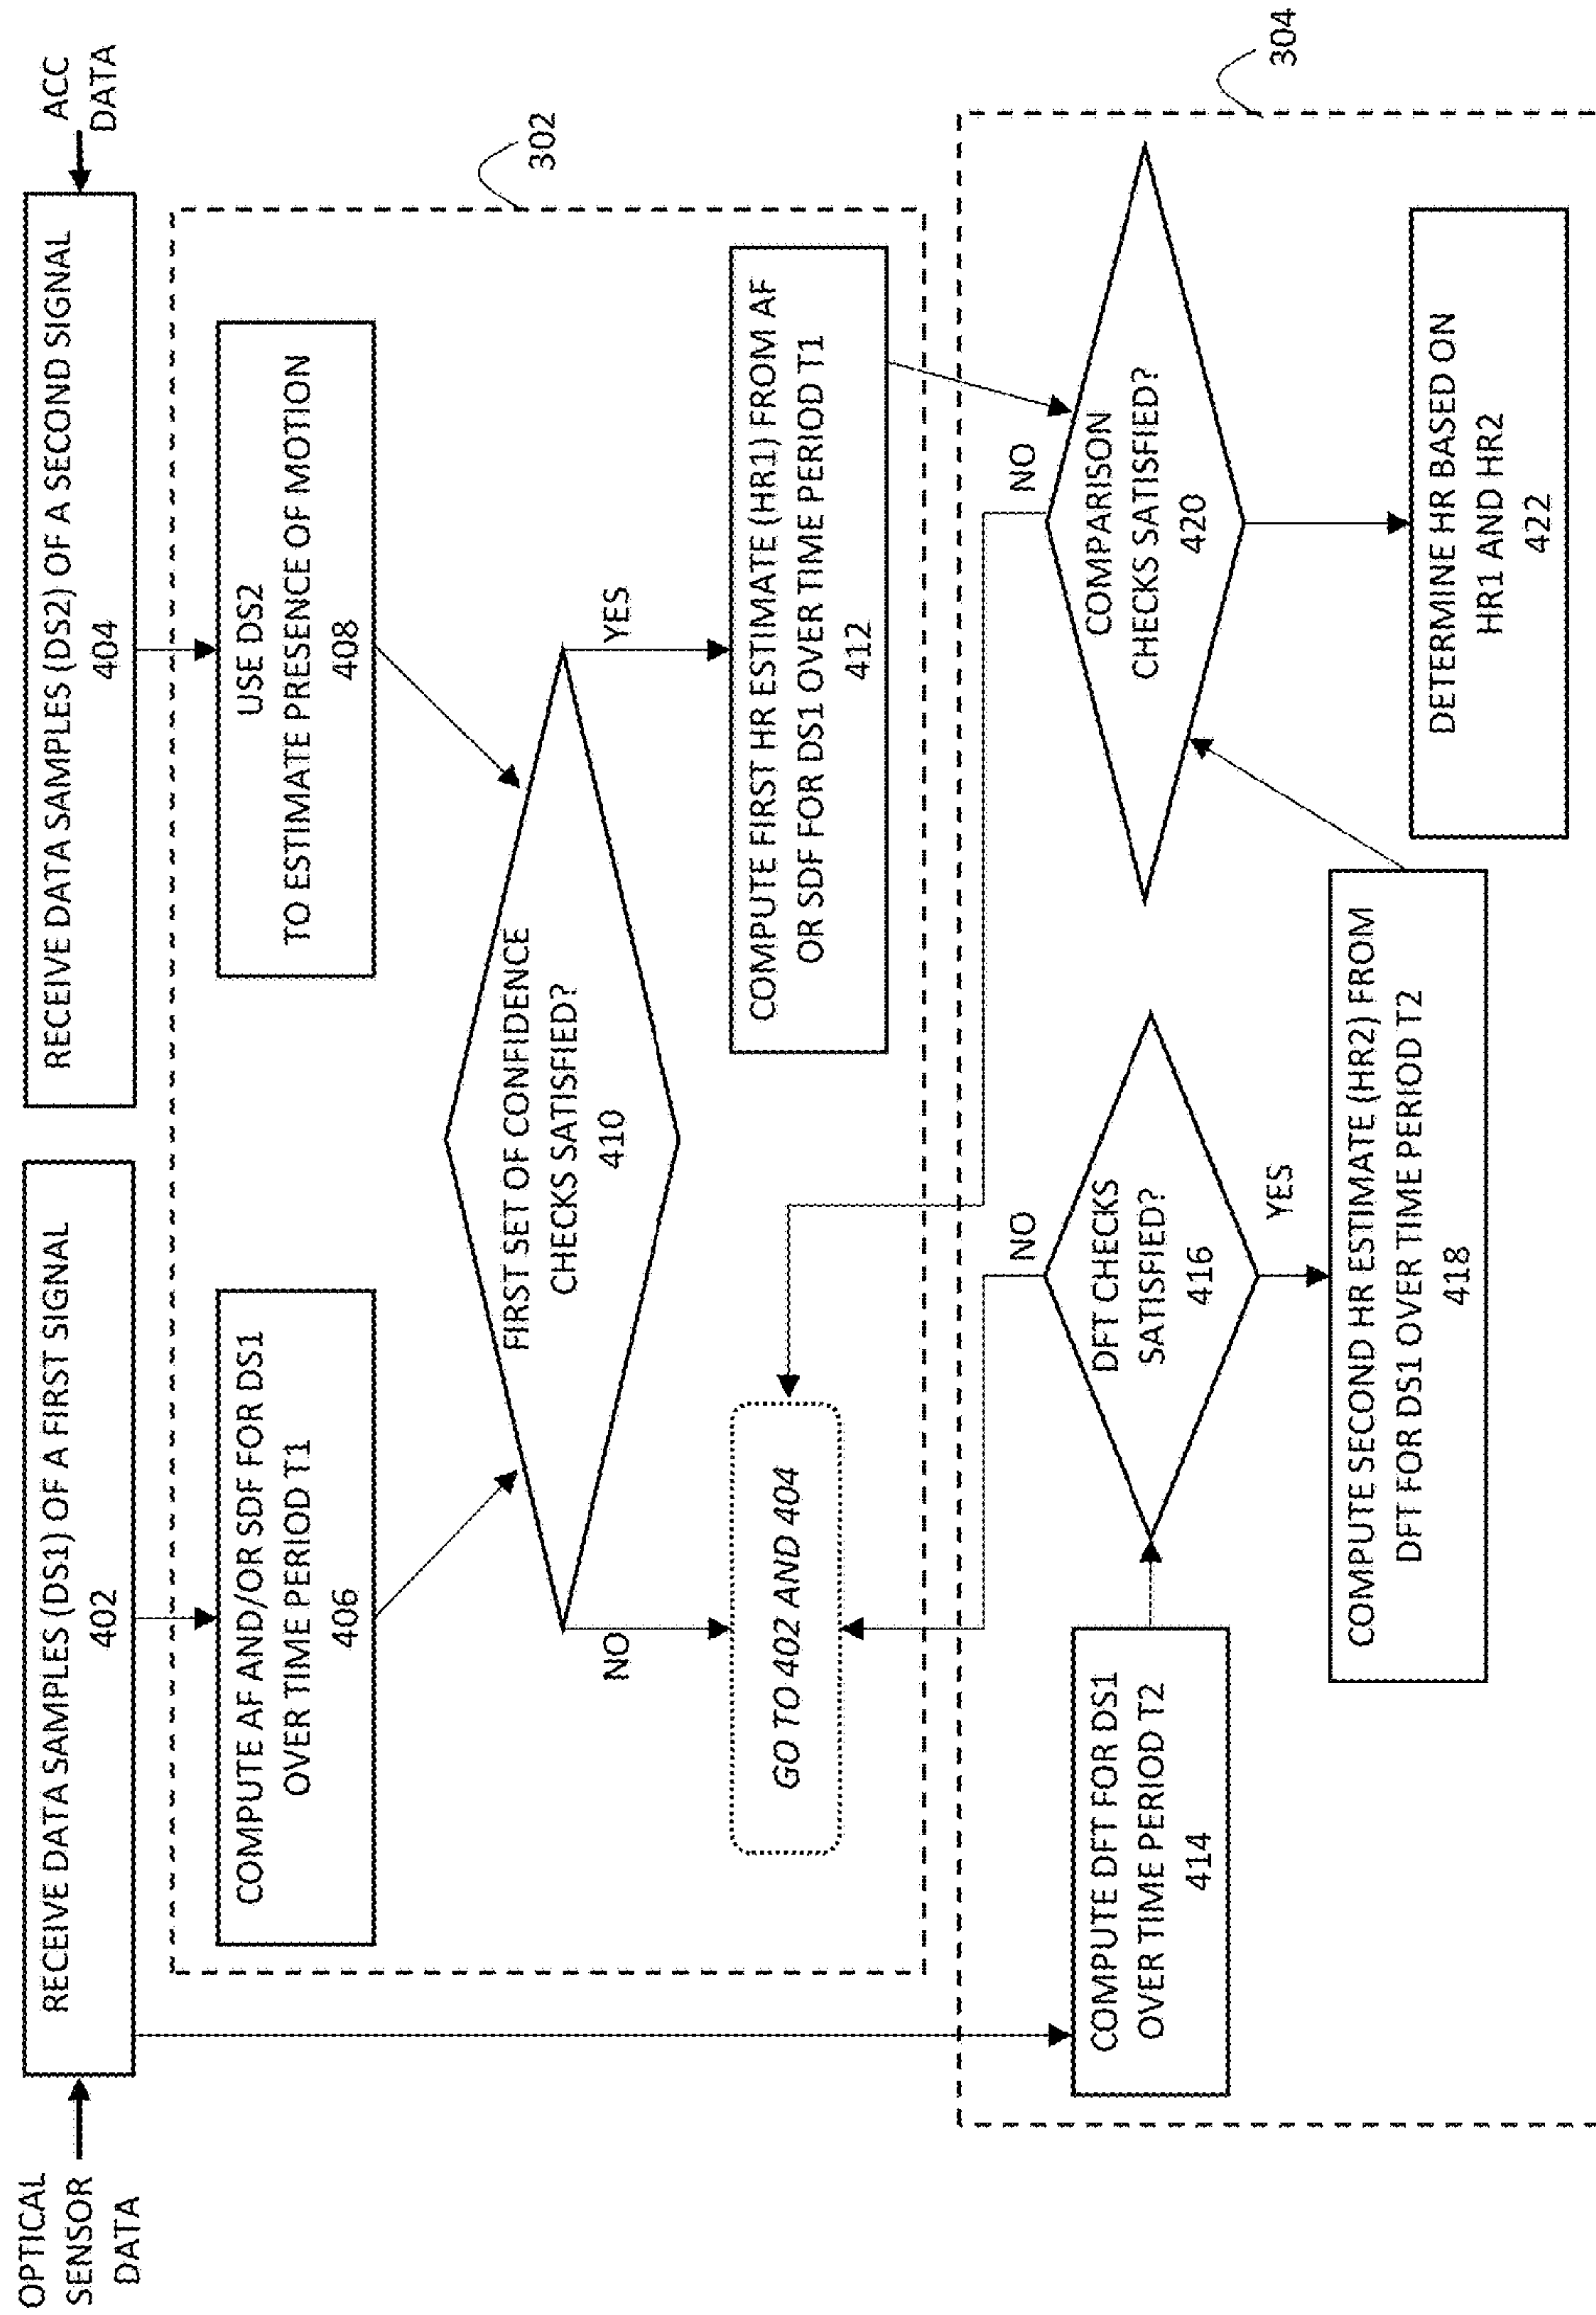 OPTICAL
SENSOR
DATA
RECEIVE DATA SAMPLES (DS1) OF A FIRST SIGNAL
402
RECEIVE DATA SAMPLES (DS2) OF A SECOND SIGNAL
404
ACC
DATA
302
COMPUTE AF AND/OR SDF FOR DS1
OVER TIME PERIOD T1
406
USE DS2
TO ESTIMATE PRESENCE OF MOTION
408
FIRST SET OF CONFIDENCE
CHECKS SATISFIED?
410
NO
YES
GO TO 402 AND 404
COMPUTE FIRST HR ESTIMATE (HR1) FROM AF
OR SDF FOR DS1 OVER TIME PERIOD T1
412
304
COMPUTE DFT FOR DS1
OVER TIME PERIOD T2
414
NO
DFT CHECKS
SATISFIED?
416
YES
COMPUTE SECOND HR ESTIMATE (HR2) FROM
DFT FOR DS1 OVER TIME PERIOD T2
418
NO
COMPARISON
CHECKS SATISFIED?
420
DETERMINE HR BASED ON
HR1 AND HR2
422